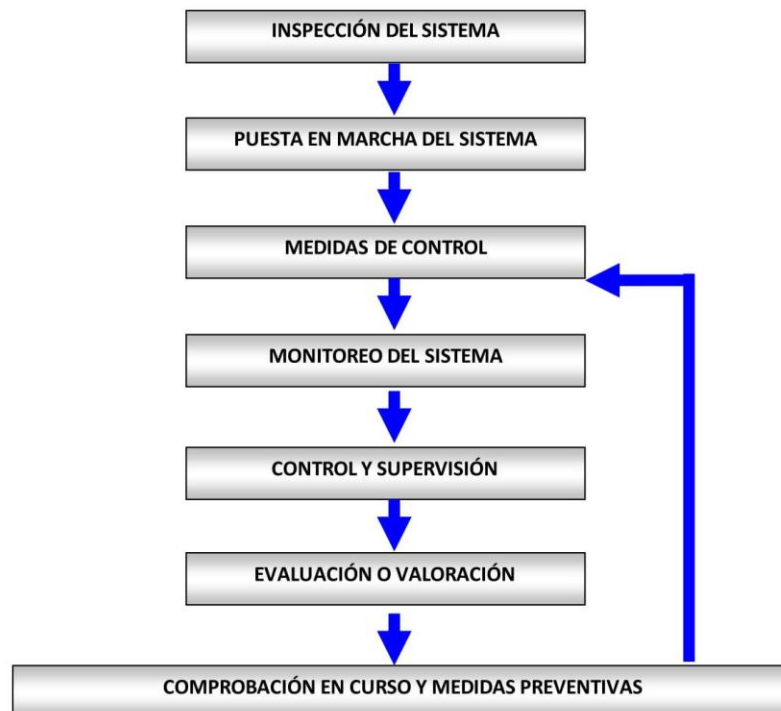 INSPECCIÓN DEL SISTEMA
PUESTA EN MARCHA DEL SISTEMA
MEDIDAS DE CONTROL
MONITOREO DEL SISTEMA
CONTROL Y SUPERVISIÓN
EVALUACIÓN O VALORACIÓN
COMPROBACIÓN EN CURSO Y MEDIDAS PREVENTIVAS